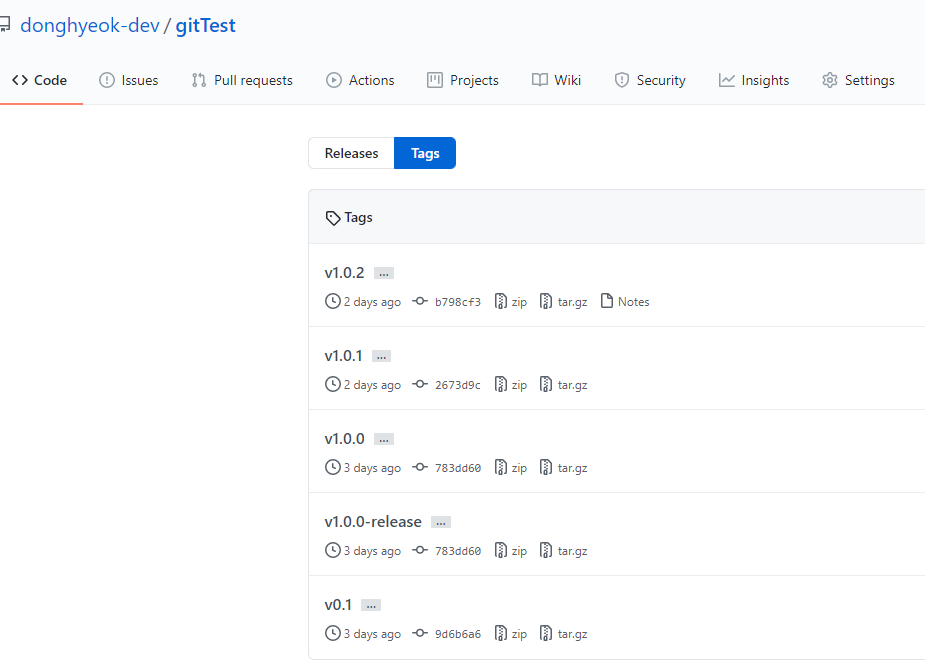 donghyeok-dev / gitTest
Code Issues Pull requests Actions Projects Wiki Security Insights Settings
Releases Tags
Tags
v1.0.2 ...
2 days ago b798cf3 zip tar.gz Notes
v1.0.1 ...
2 days ago 2673d9c zip tar.gz
v1.0.0 ...
3 days ago 783dd60 zip tar.gz
v1.0.0-release ...
3 days ago 783dd60 zip tar.gz
v0.1 ...
3 days ago 9d6b6a6 zip tar.gz